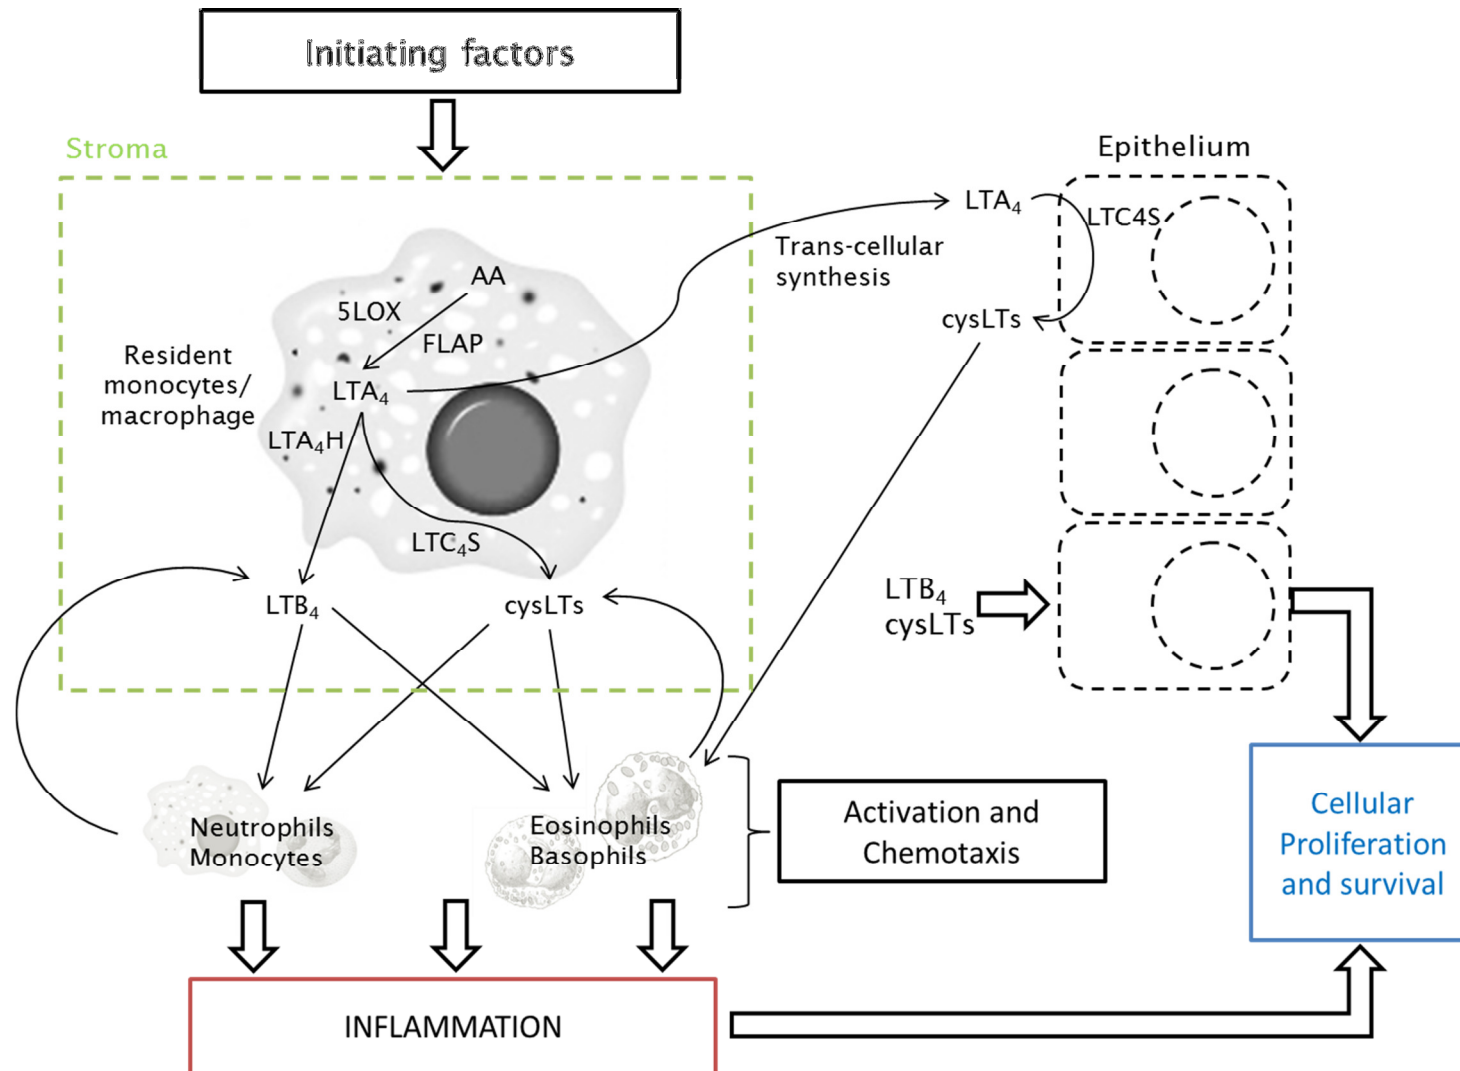 Initiating factors
Stroma
Epithelium
LTA₄
LTC4S
Trans-cellular
synthesis
AA
5LOX
FLAP
cysLTs
Resident
monocytes/
macrophage
LTA₄
LTA₄H
LTC₄S
LTB₄
cysLTs
LTB₄
cysLTs
Neutrophils
Monocytes
Eosinophils
Basophils
Activation and
Chemotaxis
Cellular
Proliferation
and survival
INFLAMMATION